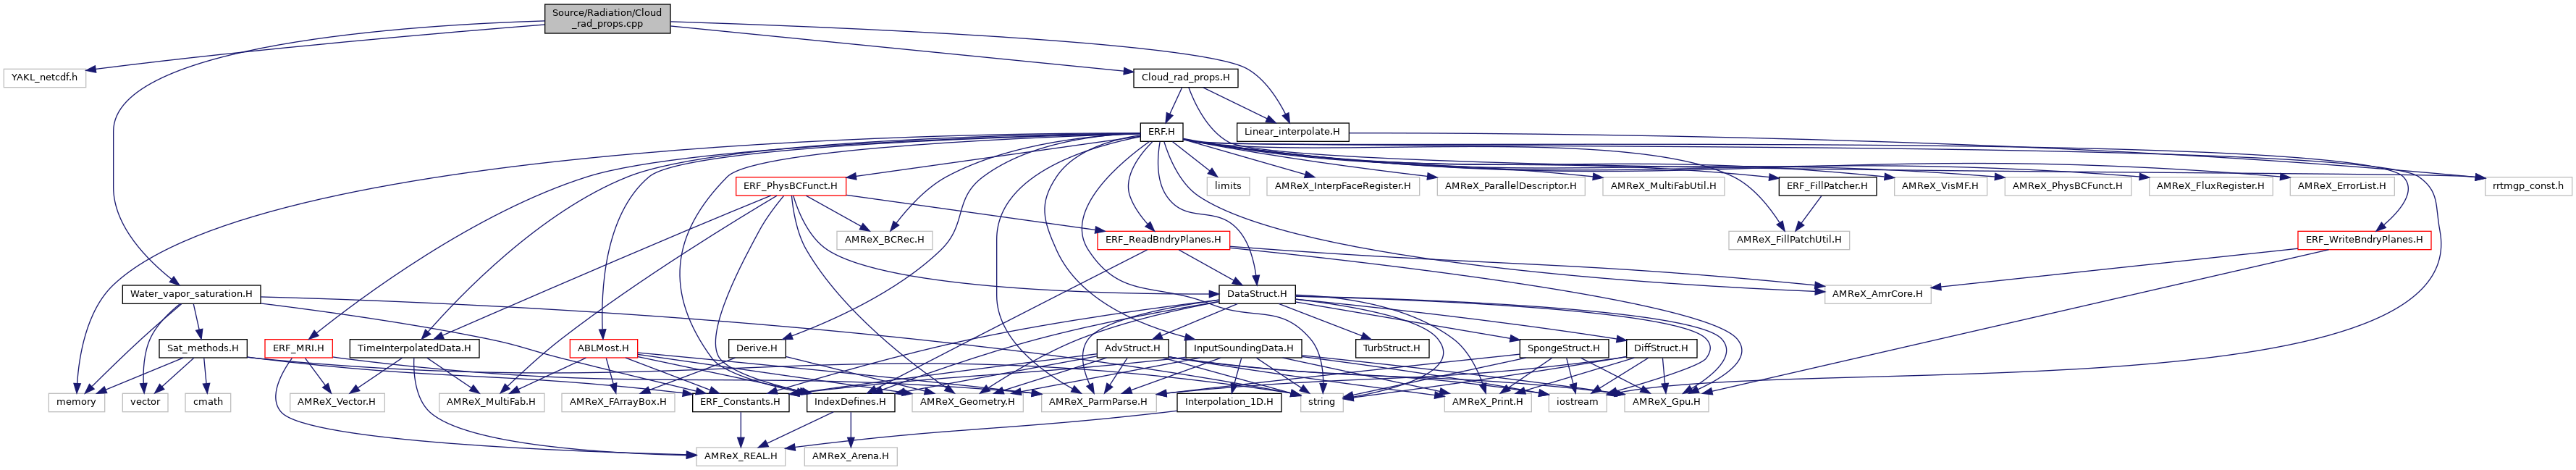 Source/Radiation/Cloud
_rad_props.cpp
YAKL_netcdf.h
Cloud_rad_props.H
ERF.H
Linear_interpolate.H
ERF_PhysBCFunct.H
limits
AMReX_InterpFaceRegister.H
AMReX_ParallelDescriptor.H
AMReX_MultiFabUtil.H
ERF_FillPatcher.H
AMReX_VisMF.H
AMReX_PhysBCFunct.H
AMReX_FluxRegister.H
AMReX_ErrorList.H
rrtmgp_const.h
AMReX_BCRec.H
ERF_ReadBndryPlanes.H
AMReX_FillPatchUtil.H
ERF_WriteBndryPlanes.H
Water_vapor_saturation.H
DataStruct.H
AMReX_AmrCore.H
Sat_methods.H
ERF_MRI.H
TimeInterpolatedData.H
ABLMost.H
Derive.H
AdvStruct.H
InputSoundingData.H
TurbStruct.H
SpongeStruct.H
DiffStruct.H
memory
vector
cmath
AMReX_Vector.H
AMReX_MultiFab.H
AMReX_FArrayBox.H
ERF_Constants.H
IndexDefines.H
AMReX_Geometry.H
AMReX_ParmParse.H
Interpolation_1D.H
string
AMReX_Print.H
iostream
AMReX_Gpu.H
AMReX_REAL.H
AMReX_Arena.H